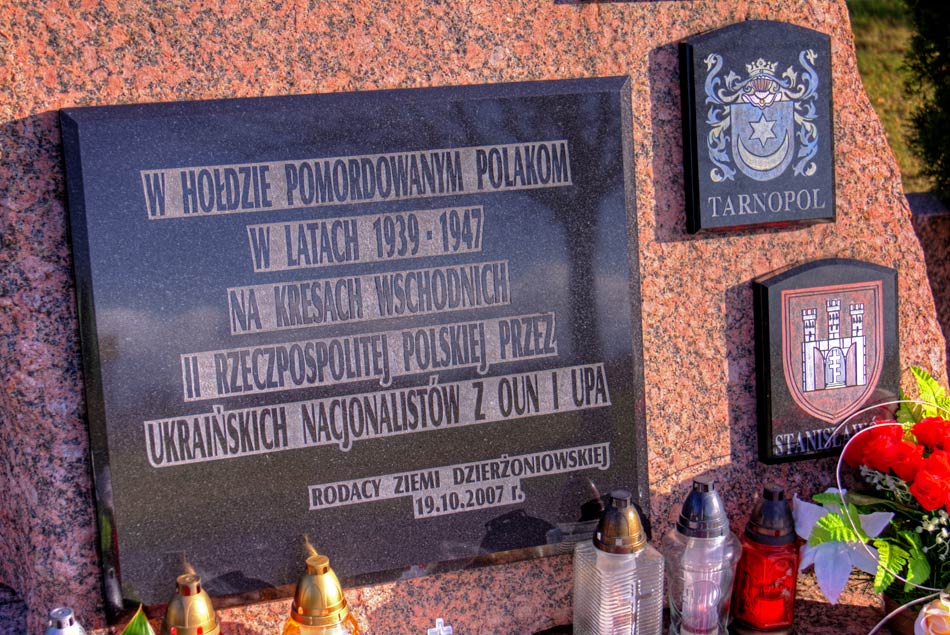 W HOŁDZIE POMORDOWANYM POLAKOM
W LATACH 1939 - 1947
NA KRESACH WSCHODNICH
II RZECZPOSPOLITEJ POLSKIEJ PRZEZ
UKRAIŃSKICH NACJONALISTÓW Z OUN I UPA
RODACY ZIEMI DZIERŻONIOWSKIEJ
19.10.2007 r.
TARNOPOL
STANISŁAWÓW